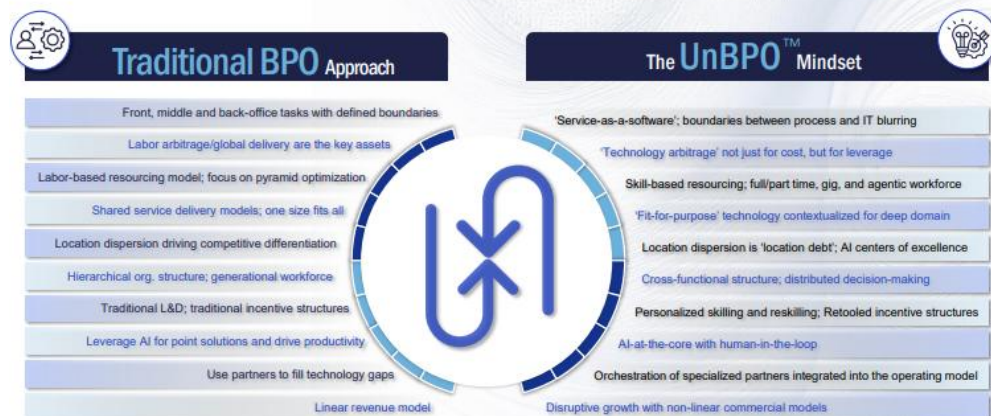 Traditional BPO Approach
Front, middle and back-office tasks with defined boundaries
Labor arbitrage/global delivery are the key assets
Labor-based resourcing model; focus on pyramid optimization
Shared service delivery models; one size fits all
Location dispersion driving competitive differentiation
Hierarchical org. structure; generational workforce
Traditional L&D; traditional incentive structures
Leverage AI for point solutions and drive productivity
Use partners to fill technology gaps
Linear revenue model
The UnBPO™ Mindset
‘Service-as-a-software’; boundaries between process and IT blurring
‘Technology arbitrage’ not just for cost, but for leverage
Skill-based resourcing; full/part time, gig, and agentic workforce
‘Fit-for-purpose’ technology contextualized for deep domain
Location dispersion is ‘location debt’; AI centers of excellence
Cross-functional structure; distributed decision-making
Personalized skilling and reskilling; Retooled incentive structures
AI-at-the-core with human-in-the-loop
Orchestration of specialized partners integrated into the operating model
Disruptive growth with non-linear commercial models